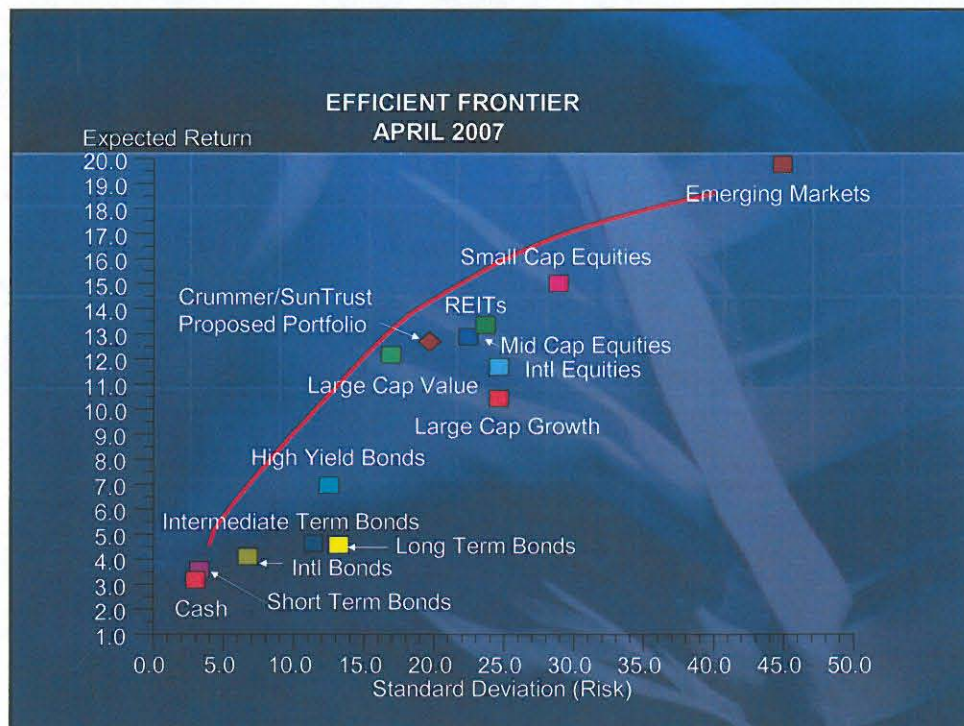 EFFICIENT FRONTIER
APRIL 2007
Expected Return
20.0
19.0
18.0
17.0
16.0
15.0
14.0
13.0
12.0
11.0
10.0
9.0
8.0
7.0
6.0
5.0
4.0
3.0
2.0
1.0
Emerging Markets
Small Cap Equities
Crummer/SunTrust
Proposed Portfolio
REITs
Mid Cap Equities
Intl Equities
Large Cap Value
Large Cap Growth
High Yield Bonds
Intermediate Term Bonds
Long Term Bonds
Intl Bonds
Short Term Bonds
Cash
0.0 5.0 10.0 15.0 20.0 25.0 30.0 35.0 40.0 45.0 50.0
Standard Deviation (Risk)